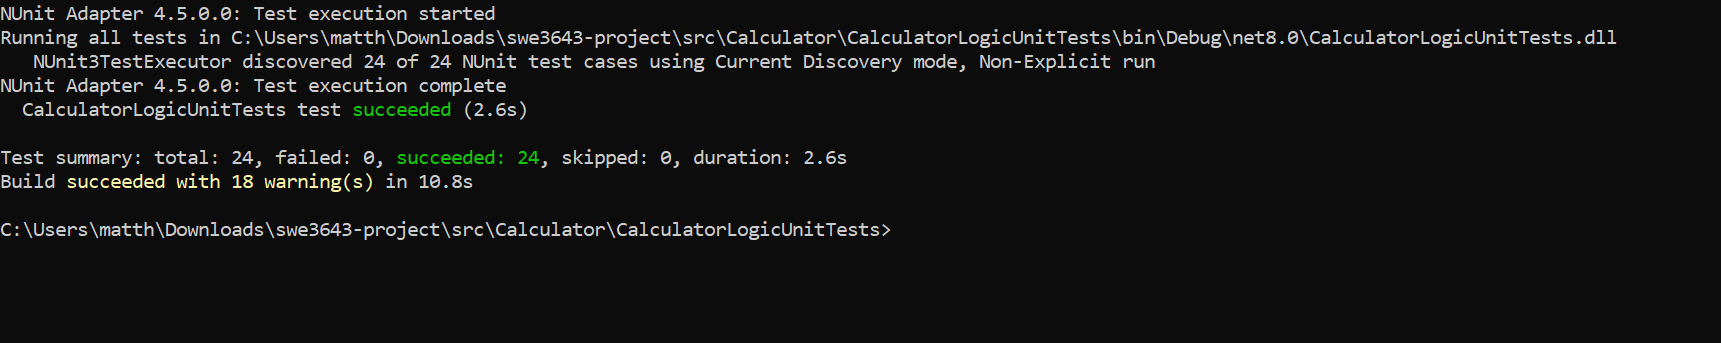 NUnit Adapter 4.5.0.0: Test execution started
Running all tests in C:\Users\matth\Downloads\swe3643-project\src\Calculator\CalculatorLogicUnitTests\bin\Debug\net8.0\CalculatorLogicUnitTests.dll
   NUnit3TestExecutor discovered 24 of 24 NUnit test cases using Current Discovery mode, Non-Explicit run
NUnit Adapter 4.5.0.0: Test execution complete
  CalculatorLogicUnitTests test succeeded (2.6s)

Test summary: total: 24, failed: 0, succeeded: 24, skipped: 0, duration: 2.6s
Build succeeded with 18 warning(s) in 10.8s

C:\Users\matth\Downloads\swe3643-project\src\Calculator\CalculatorLogicUnitTests>